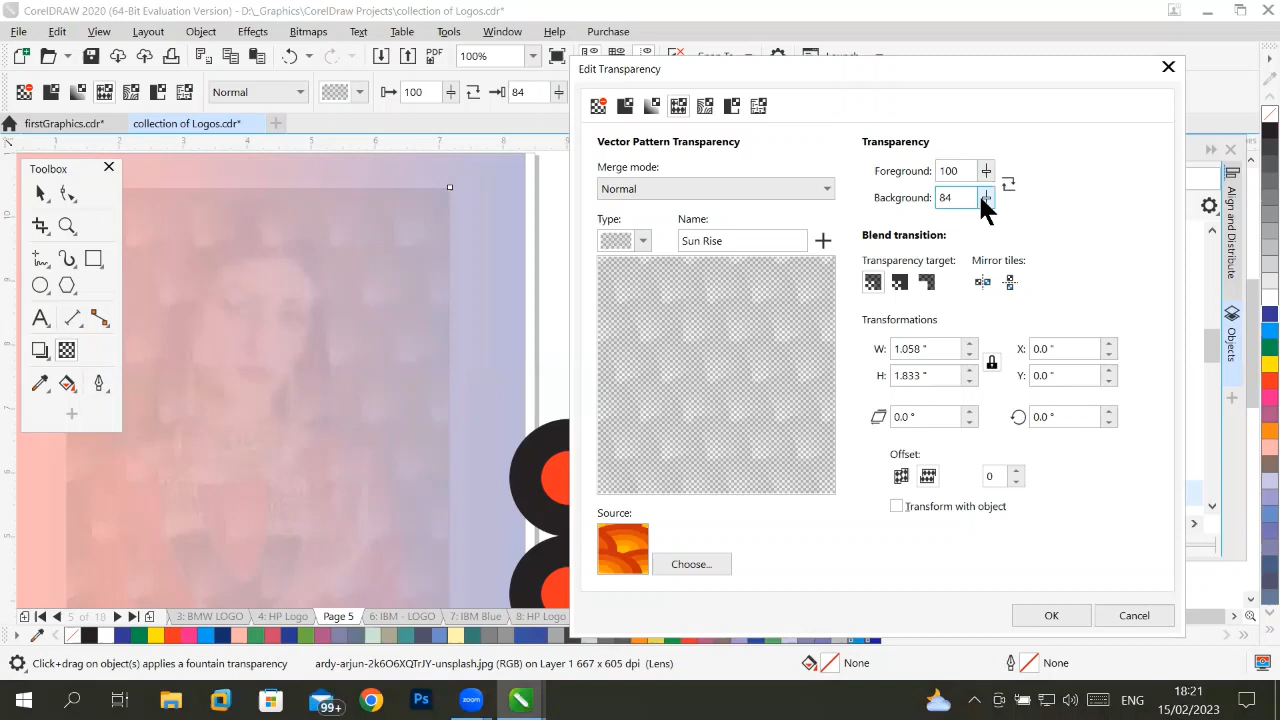 CorelDRAW 2020 (64-Bit Evaluation Version) - D:\_Graphics\CorelDraw Projects\collection of Logos.cdr*
File Edit View Layout Object Effects Bitmaps Text Table Tools Window Help Purchase
PDF 100%
Normal 100 84
firstGraphics.cdr* collection of Logos.cdr*
Toolbox
Edit Transparency
Vector Pattern Transparency
Merge mode:
Normal
Type: Name:
Sun Rise
Source:
Choose...
Transparency
Foreground: 100
Background: 84
Blend transition:
Transparency target: Mirror tiles:
Transformations
W: 1.058 " X: 0.0 "
H: 1.833 " Y: 0.0 "
0.0 ° 0.0 °
Offset:
0
Transform with object
OK Cancel
Align and Distribute
Objects
5 of 18 3: BMW LOGO 4: HP Logo Page 5 6: IBM - LOGO 7: IBM Blue 8: HP Logo
Click+drag on object(s) applies a fountain transparency ardy-arjun-2k6O6XQTrJY-unsplash.jpg (RGB) on Layer 1 667 x 605 dpi (Lens) None None
99+ Ps zoom ENG 18:21
15/02/2023